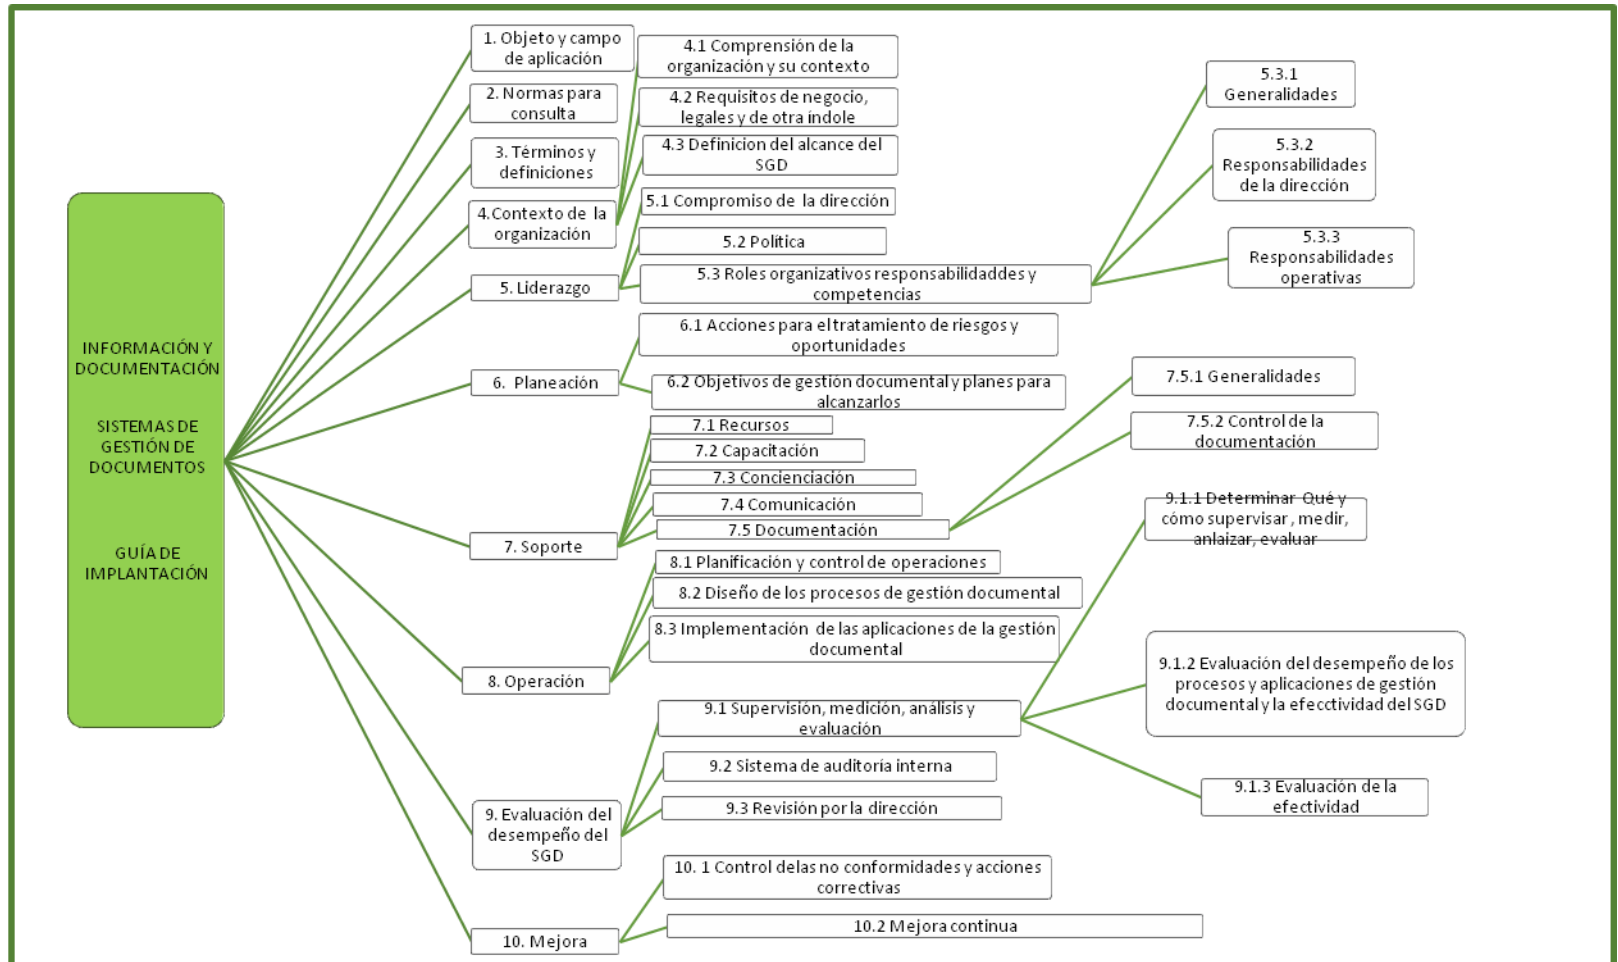 INFORMACIÓN Y
DOCUMENTACIÓN
SISTEMAS DE
GESTIÓN DE
DOCUMENTOS
GUÍA DE
IMPLANTACIÓN
1. Objeto y campo
de aplicación
2. Normas para
consulta
3. Términos y
definiciones
4.Contexto de la
organización
4.1 Comprensión de la
organización y su contexto
4.2 Requisitos de negocio,
legales y de otra índole
4.3 Definicion del alcance del
SGD
5. Liderazgo
5.1 Compromiso de la dirección
5.2 Política
5.3 Roles organizativos responsabilidaddes y
competencias
5.3.1
Generalidades
5.3.2
Responsabilidades
de la dirección
5.3.3
Responsabilidades
operativas
6. Planeación
6.1 Acciones para el tratamiento de riesgos y
oportunidades
6.2 Objetivos de gestión documental y planes para
alcanzarlos
7. Soporte
7.1 Recursos
7.2 Capacitación
7.3 Concienciación
7.4 Comunicación
7.5 Documentación
7.5.1 Generalidades
7.5.2 Control de la
documentación
8. Operación
8.1 Planificación y control de operaciones
8.2 Diseño de los procesos de gestión documental
8.3 Implementación de las aplicaciones de la gestión
documental
9. Evaluación del
desempeño del
SGD
9.1 Supervisión, medición, análisis y
evaluación
9.1.1 Determinar Qué y
cómo supervisar , medir,
anlaizar, evaluar
9.1.2 Evaluación del desempeño de los
procesos y aplicaciones de gestión
documental y la efecctividad del SGD
9.1.3 Evaluación de la
efectividad
9.2 Sistema de auditoría interna
9.3 Revisión por la dirección
10. Mejora
10. 1 Control delas no conformidades y acciones
correctivas
10.2 Mejora continua